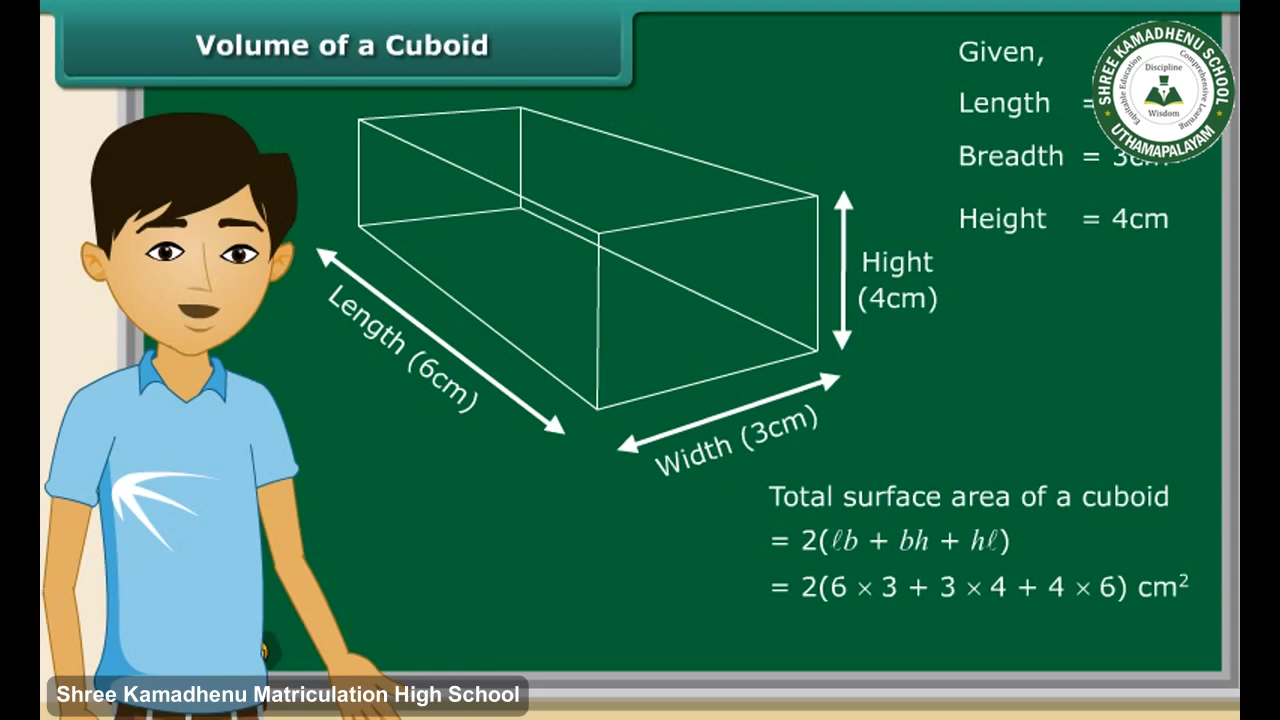 Volume of a Cuboid
Given,
Length =
Breadth = 3cm
Height = 4cm
SHREE KAMADHENU SCHOOL
Equitable Education
Discipline
Comprehensive Learning
Wisdom
UTHAMAPALAYAM
Hight
(4cm)
Length (6cm)
Width (3cm)
Total surface area of a cuboid
= 2(ℓb + bh + hℓ)
= 2(6 × 3 + 3 × 4 + 4 × 6) cm²
Shree Kamadhenu Matriculation High School